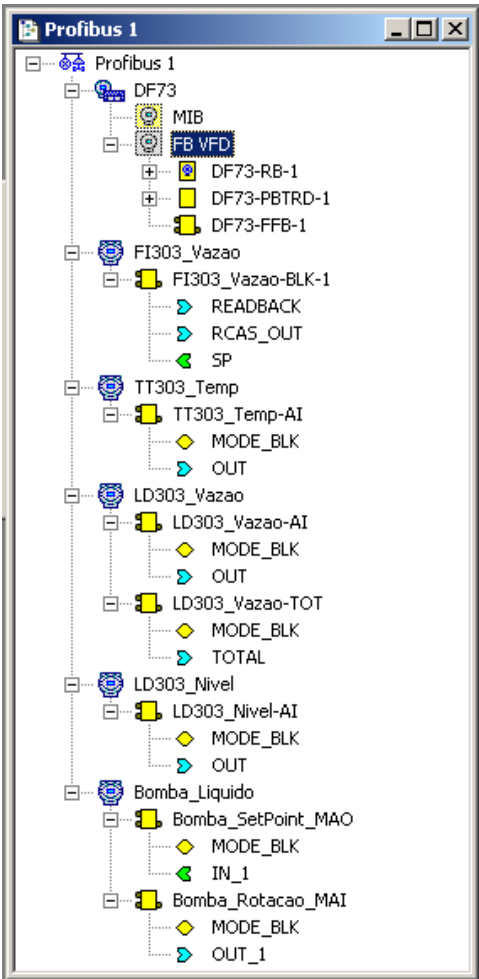 Profibus 1
Profibus 1
DF73
MIB
FB VFD
DF73-RB-1
DF73-PBTRD-1
DF73-FFB-1
FI303_Vazao
FI303_Vazao-BLK-1
READBACK
RCAS_OUT
SP
TT303_Temp
TT303_Temp-AI
MODE_BLK
OUT
LD303_Vazao
LD303_Vazao-AI
MODE_BLK
OUT
LD303_Vazao-TOT
MODE_BLK
TOTAL
LD303_Nivel
LD303_Nivel-AI
MODE_BLK
OUT
Bomba_Liquido
Bomba_SetPoint_MAO
MODE_BLK
IN_1
Bomba_Rotacao_MAI
MODE_BLK
OUT_1